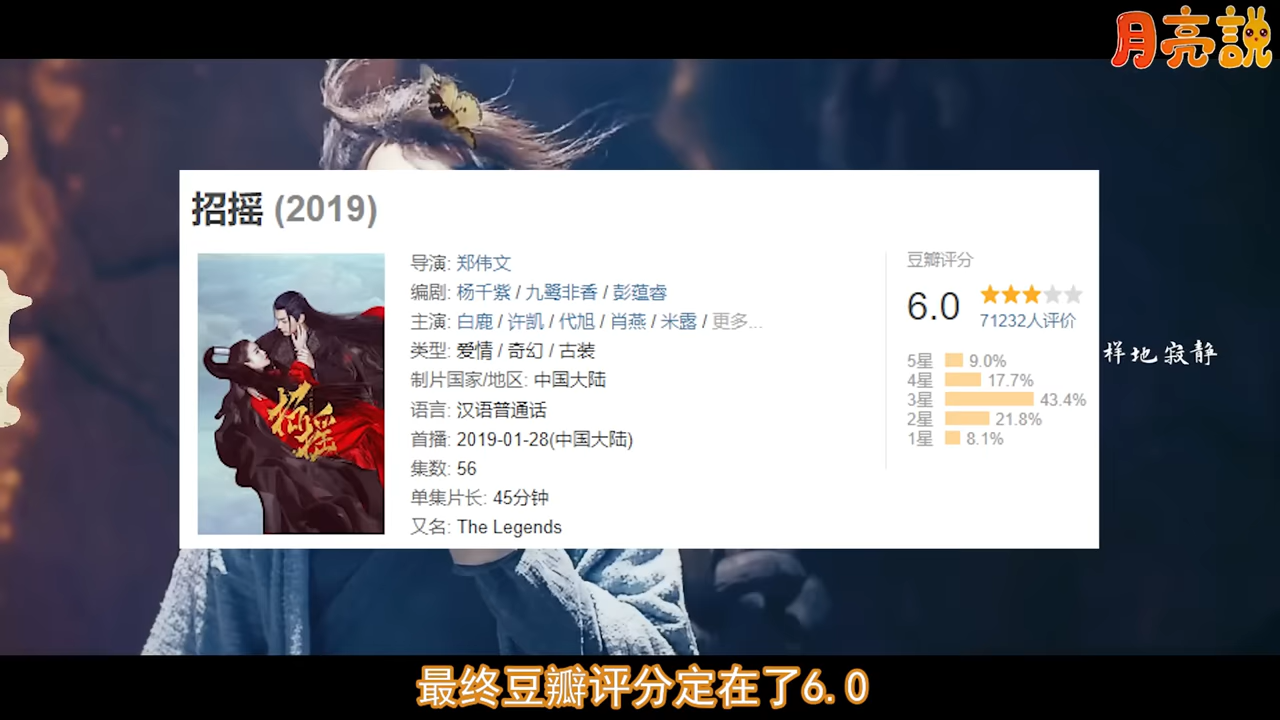 月亮說
招摇 (2019)
招摇
导演: 郑伟文
编剧: 杨千紫 / 九鹭非香 / 彭蕴睿
主演: 白鹿 / 许凯 / 代旭 / 肖燕 / 米露 / 更多...
类型: 爱情 / 奇幻 / 古装
制片国家/地区: 中国大陆
语言: 汉语普通话
首播: 2019-01-28(中国大陆)
集数: 56
单集片长: 45分钟
又名: The Legends
豆瓣评分
6.0
71232人评价
5星 9.0%
4星 17.7%
3星 43.4%
2星 21.8%
1星 8.1%
样地寂静
最终豆瓣评分定在了6.0